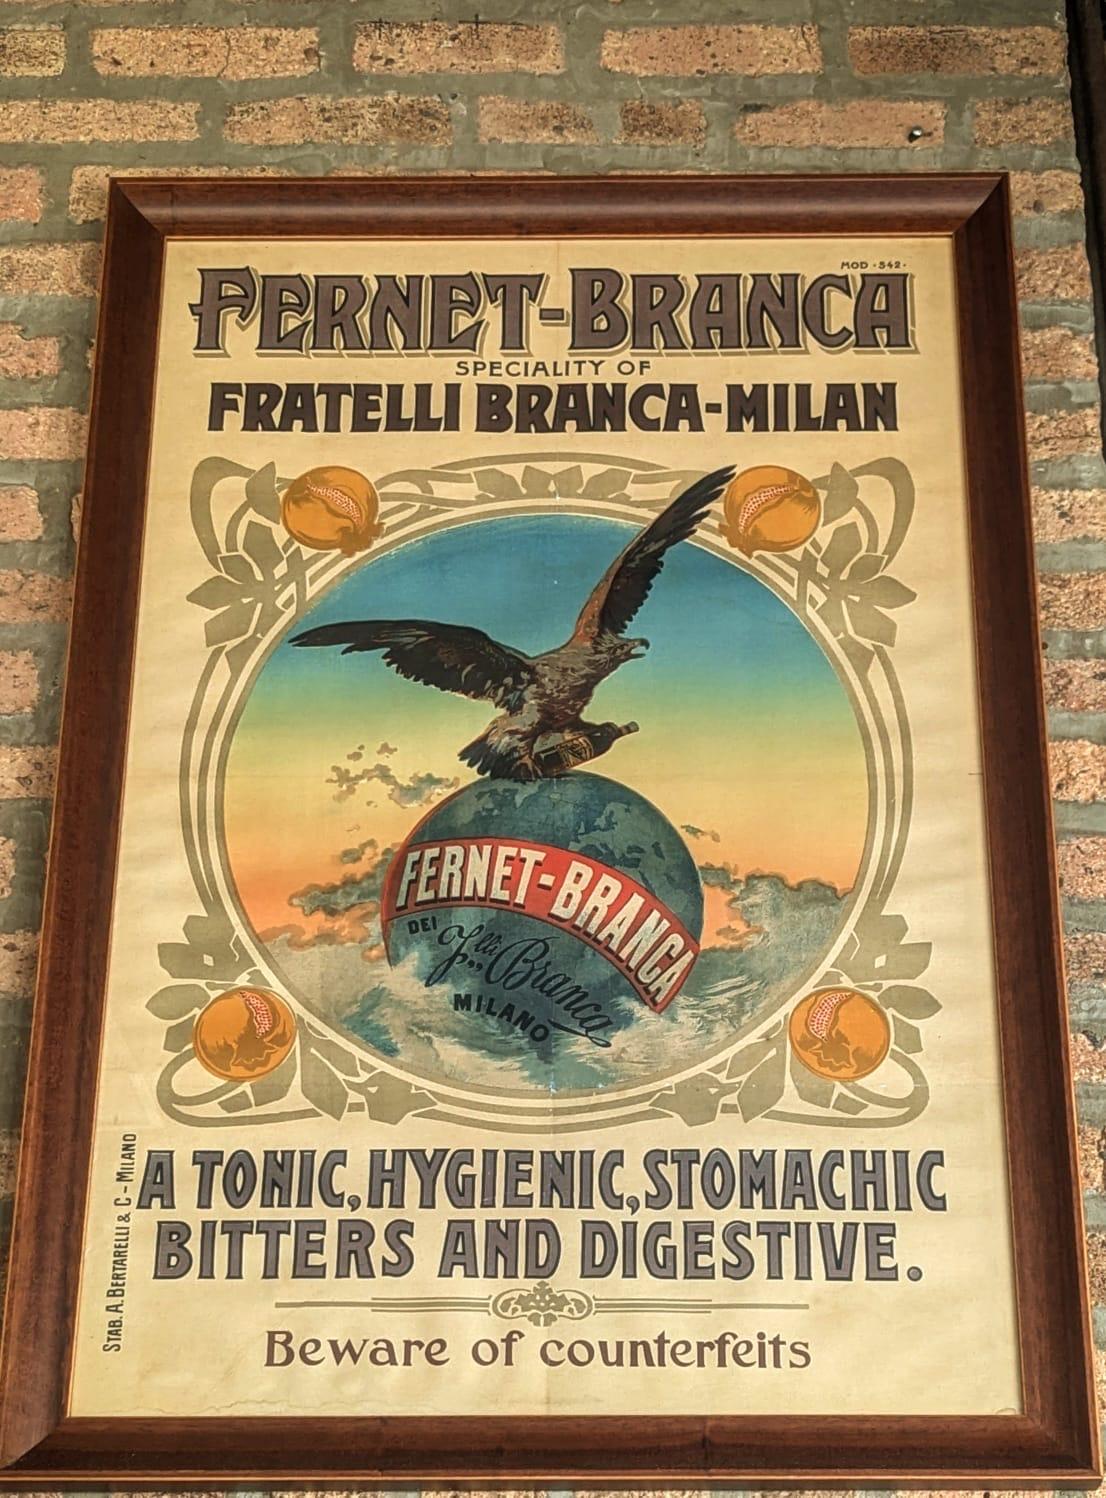 MOD · 542 ·
FERNET-BRANCA
SPECIALITY OF
FRATELLI BRANCA-MILAN
FERNET-BRANCA
DEI
F.lli Branca
MILANO
A TONIC, HYGIENIC, STOMACHIC
BITTERS AND DIGESTIVE.
Beware of counterfeits
STAB. A. BERTARELLI & C - MILANO